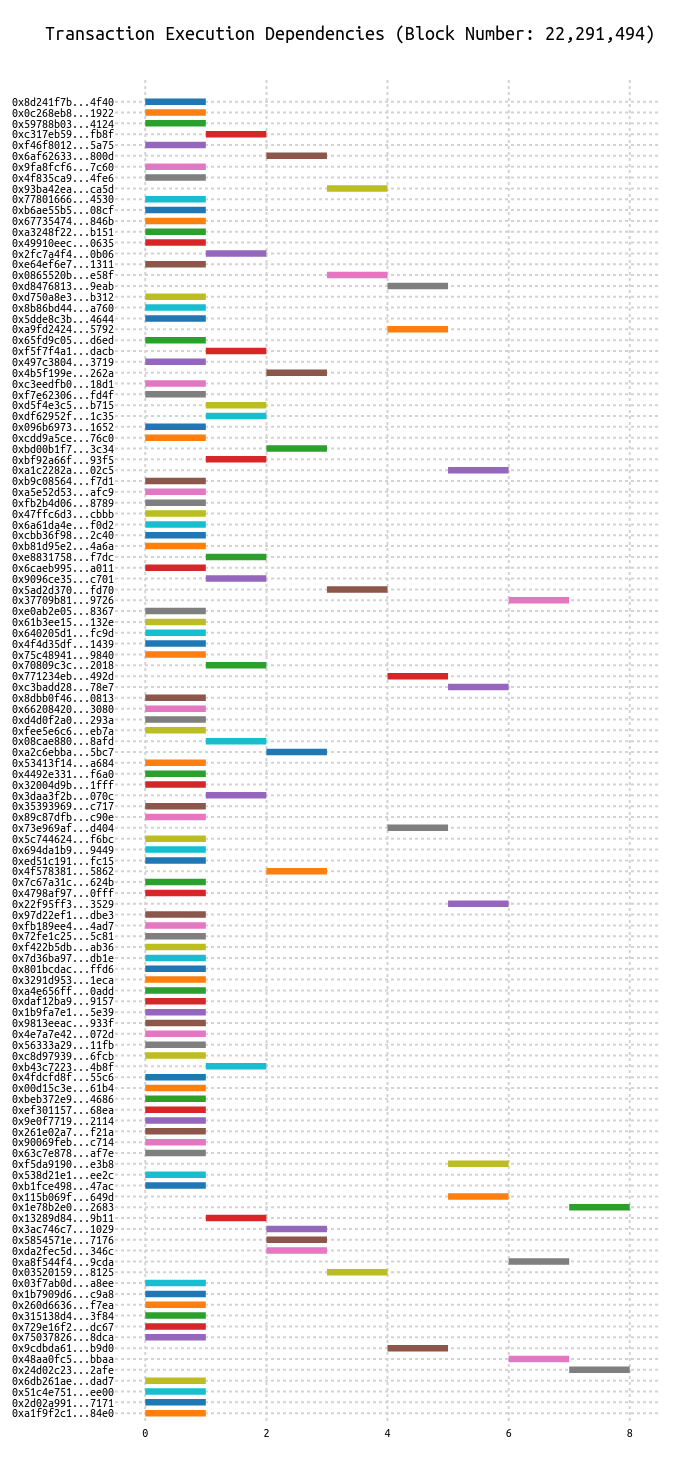 Transaction Execution Dependencies (Block Number: 22,291,494)
0x8d241f7b...4f40
0x0c268eb8...1922
0x59788b03...4124
0xc317eb59...fb8f
0xf46f8012...5a75
0x6af62633...800d
0x9fa8fcf6...7c60
0x4f835ca9...4fe6
0x93ba42ea...ca5d
0x77801666...4530
0xb6ae55b5...08cf
0x67735474...846b
0xa3248f22...b151
0x49910eec...0635
0x2fc7a4f4...0b06
0xe64ef6e7...1311
0x0865520b...e58f
0xd8476813...9eab
0xd750a8e3...b312
0x8b86bd44...a760
0x5dde8c3b...4644
0xa9fd2424...5792
0x65fd9c05...d6ed
0xf5f7f4a1...dacb
0x497c3804...3719
0x4b5f199e...262a
0xc3eedfb0...18d1
0xf7e62306...fd4f
0xd5f4e3c5...b715
0xdf62952f...1c35
0x096b6973...1652
0xcdd9a5ce...76c0
0xbd00b1f7...3c34
0xbf92a66f...93f5
0xa1c2282a...02c5
0xb9c08564...f7d1
0xa5e52d53...afc9
0xfb2b4d06...8789
0x47ffc6d3...cbbb
0x6a61da4e...f0d2
0xcbb36f98...2c40
0xb81d95e2...4a6a
0xe8831758...f7dc
0x6caeb995...a011
0x9096ce35...c701
0x5ad2d370...fd70
0x37709b81...9726
0xe0ab2e05...8367
0x61b3ee15...132e
0x640205d1...fc9d
0x4f4d35df...1439
0x75c48941...9840
0x70809c3c...2018
0x771234eb...492d
0xc3badd28...78e7
0x8dbb0f46...0813
0x66208420...3080
0xd4d0f2a0...293a
0xfee5e6c6...eb7a
0x08cae880...8afd
0xa2c6ebba...5bc7
0x53413f14...a684
0x4492e331...f6a0
0x32004d9b...1fff
0x3daa3f2b...070c
0x35393969...c717
0x89c87dfb...c90e
0x73e969af...d404
0x5c744624...f6bc
0x694da1b9...9449
0xed51c191...fc15
0x4f578381...5862
0x7c67a31c...624b
0x4798af97...0fff
0x22f95ff3...3529
0x97d22ef1...dbe3
0xfb189ee4...4ad7
0x72fe1c25...5c81
0xf422b5db...ab36
0x7d36ba97...db1e
0x801bcdac...ffd6
0x3291d953...1eca
0xa4e656ff...0add
0xdaf12ba9...9157
0x1b9fa7e1...5e39
0x9813eeac...933f
0x4e7a7e42...072d
0x56333a29...11fb
0xc8d97939...6fcb
0xb43c7223...4b8f
0x4fdcfd8f...55c6
0x00d15c3e...61b4
0xbeb372e9...4686
0xef301157...68ea
0x9e0f7719...2114
0x261e02a7...f21a
0x90069feb...c714
0x63c7e878...af7e
0xf5da9190...e3b8
0x538d21e1...ee2c
0xb1fce498...47ac
0x115b069f...649d
0x1e78b2e0...2683
0x13289d84...9b11
0x3ac746c7...1029
0x5854571e...7176
0xda2fec5d...346c
0xa8f544f4...9cda
0x03520159...8125
0x03f7ab0d...a8ee
0x1b7909d6...c9a8
0x260d6636...f7ea
0x315138d4...3f84
0x729e16f2...dc67
0x75037826...8dca
0x9cdbda61...b9d0
0x48aa0fc5...bbaa
0x24d02c23...2afe
0x6db261ae...dad7
0x51c4e751...ee00
0x2d02a991...7171
0xa1f9f2c1...84e0
0 2 4 6 8